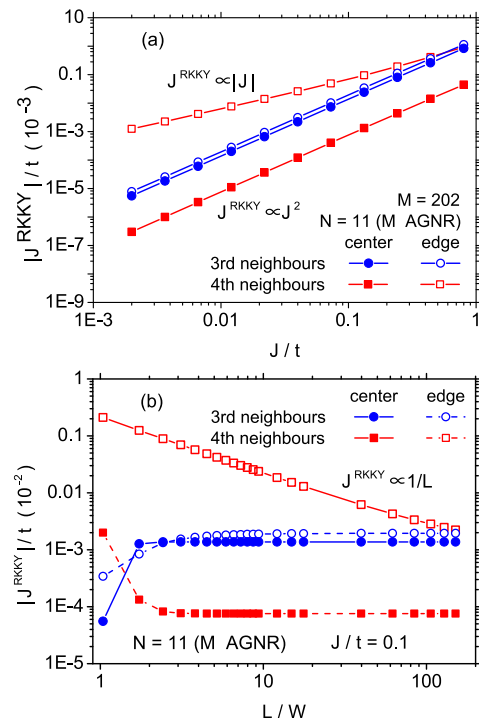 (a)
J^RKKY ∝|J|
J^RKKY ∝J²
M = 202
N = 11 (M AGNR)
center edge
3rd neighbours
4th neighbours
|J^RKKY| / t ( 10⁻³ )
10
0.1
1E-3
1E-5
1E-7
1E-9
1E-3 0.01 0.1 1
J / t
(b)
center edge
3rd neighbours
4th neighbours
J^RKKY ∝1/L
N = 11 (M AGNR) J / t = 0.1
|J^RKKY| / t (10⁻²)
1
0.1
0.01
1E-3
1E-4
1E-5
1 10 100
L / W